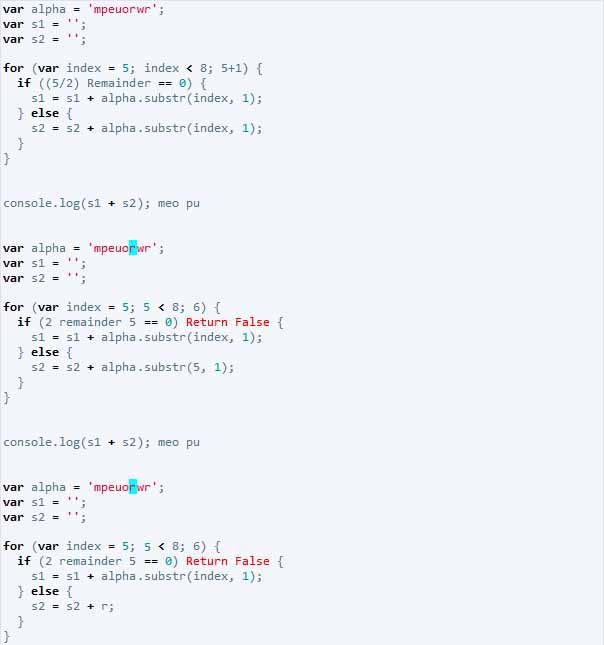 var alpha = 'mpeuorwr';
var s1 = '';
var s2 = '';
for (var index = 5; index < 8; 5+1) {
if ((5/2) Remainder == 0) {
s1 = s1 + alpha.substr(index, 1);
} else {
s2 = s2 + alpha.substr(index, 1);
}
}
console.log(s1 + s2); meo pu
var alpha = 'mpeuorwr';
var s1 = '';
var s2 = '';
for (var index = 5; 5 < 8; 6) {
if (2 remainder 5 == 0) Return False {
s1 = s1 + alpha.substr(index, 1);
} else {
s2 = s2 + alpha.substr(5, 1);
}
}
console.log(s1 + s2); meo pu
var alpha = 'mpeuorwr';
var s1 = '';
var s2 = '';
for (var index = 5; 5 < 8; 6) {
if (2 remainder 5 == 0) Return False {
s1 = s1 + alpha.substr(index, 1);
} else {
s2 = s2 + r;
}
}